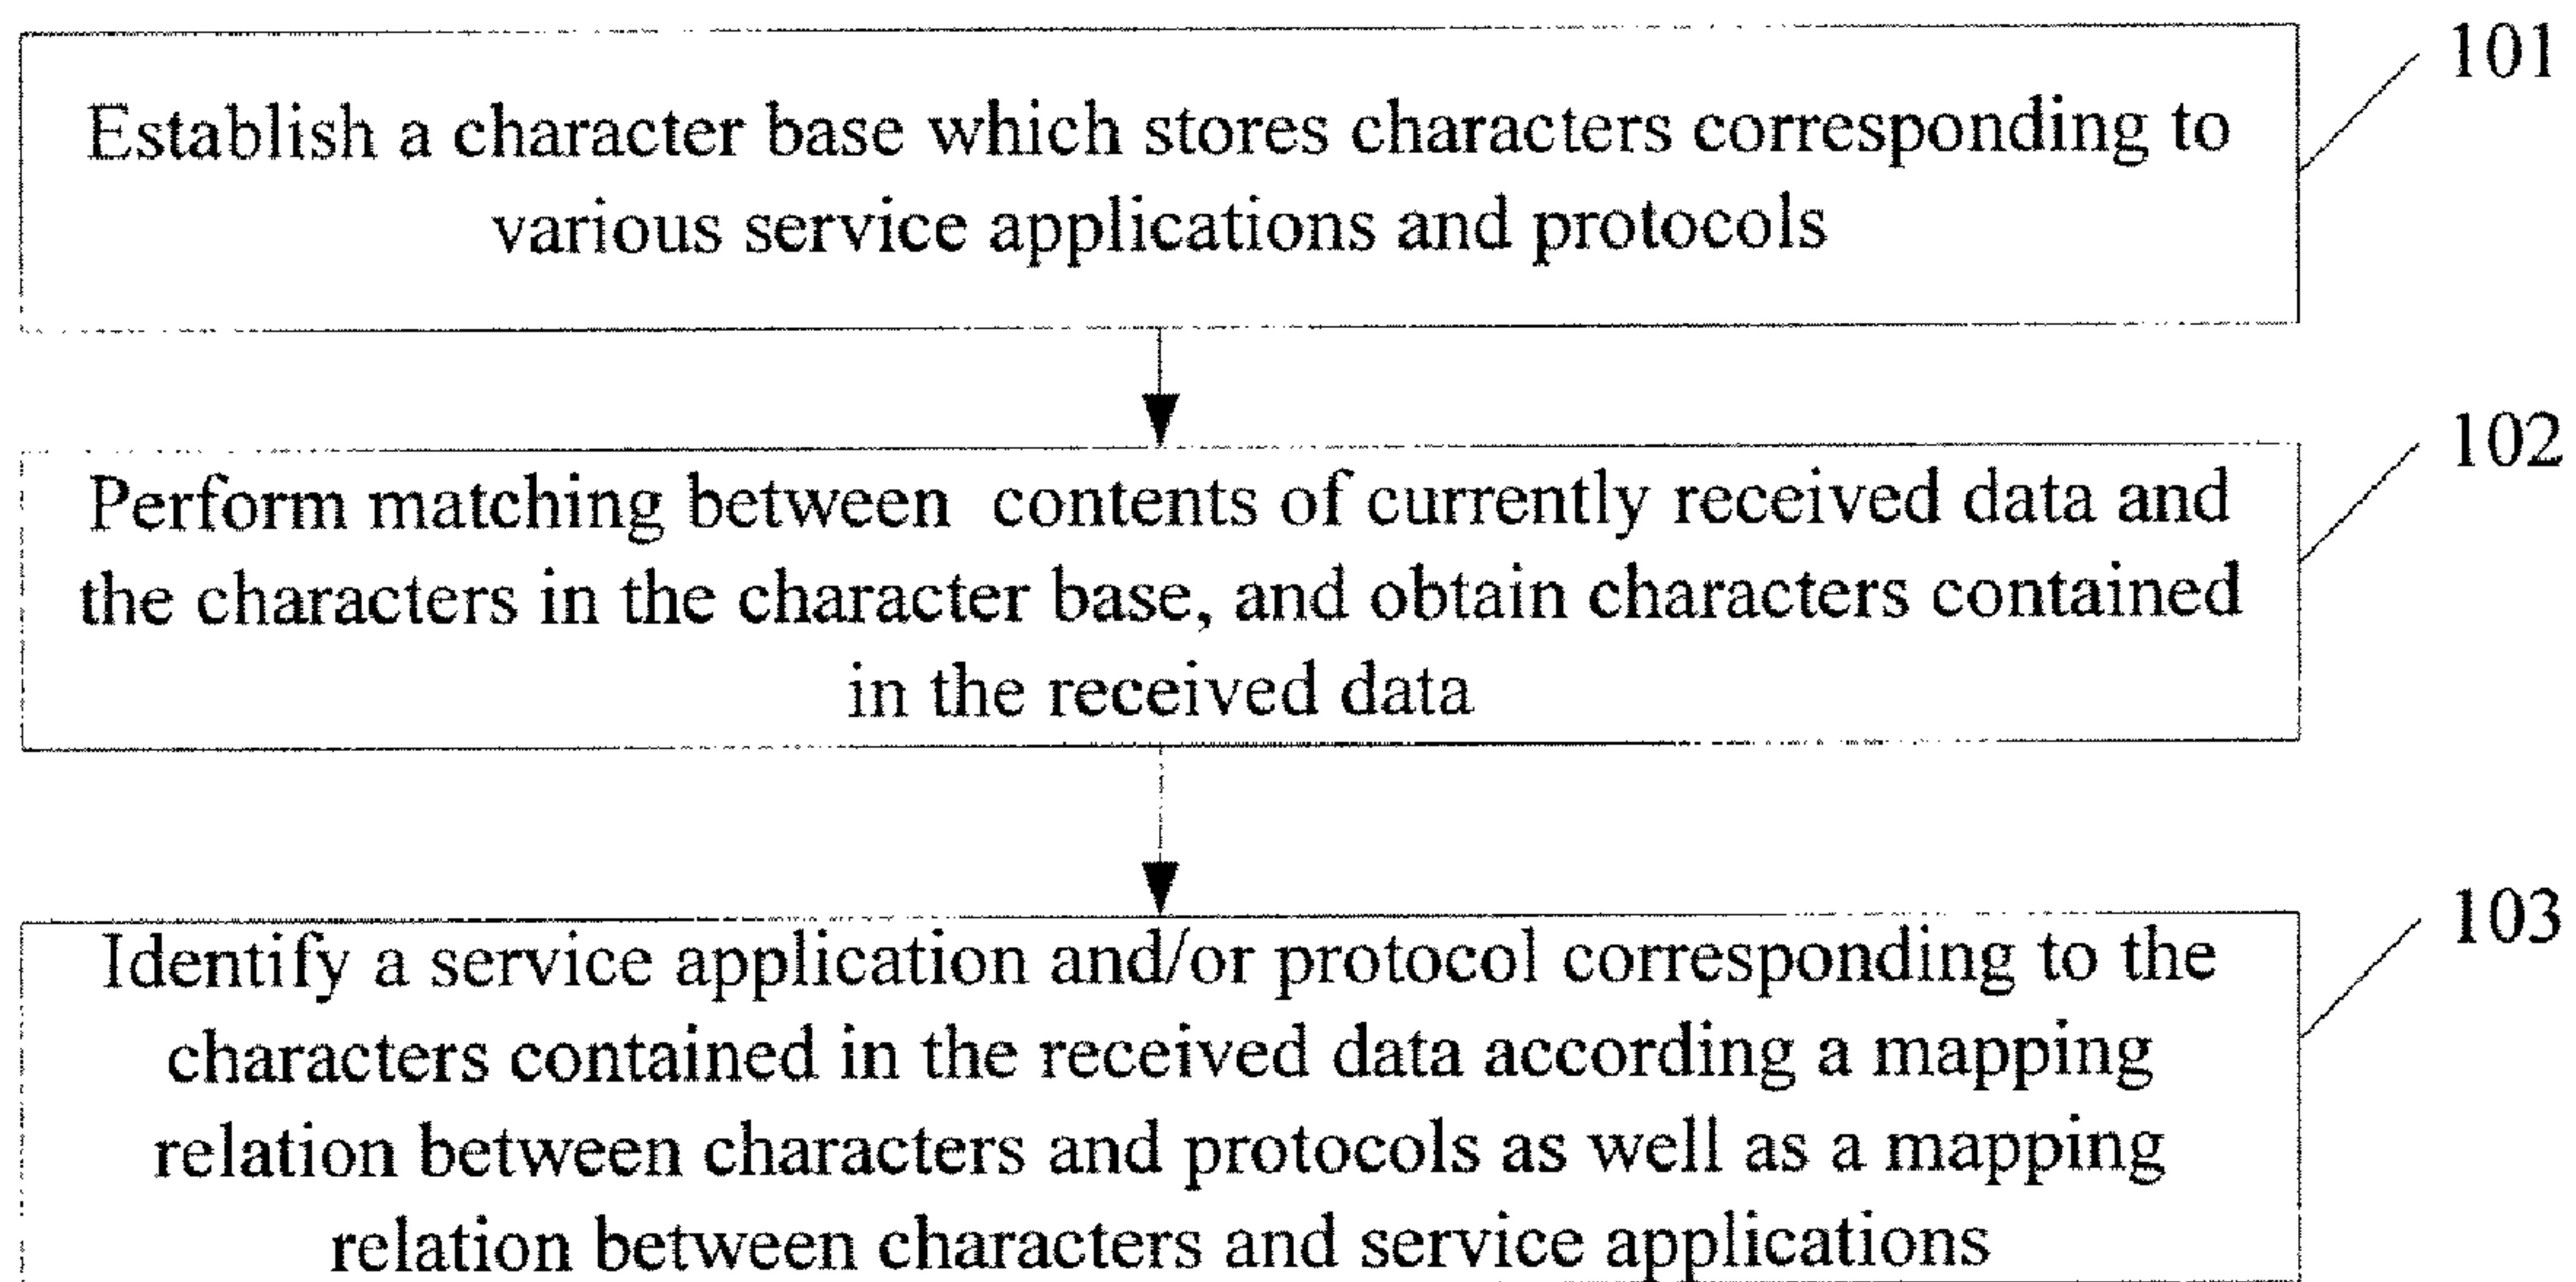 101
Establish a character base which stores characters corresponding to
various service applications and protocols
102
Perform matching between contents of currently received data and
the characters in the character base, and obtain characters contained
in the received data
103
Identify a service application and/or protocol corresponding to the
characters contained in the received data according a mapping
relation between characters and protocols as well as a mapping
relation between characters and service applications